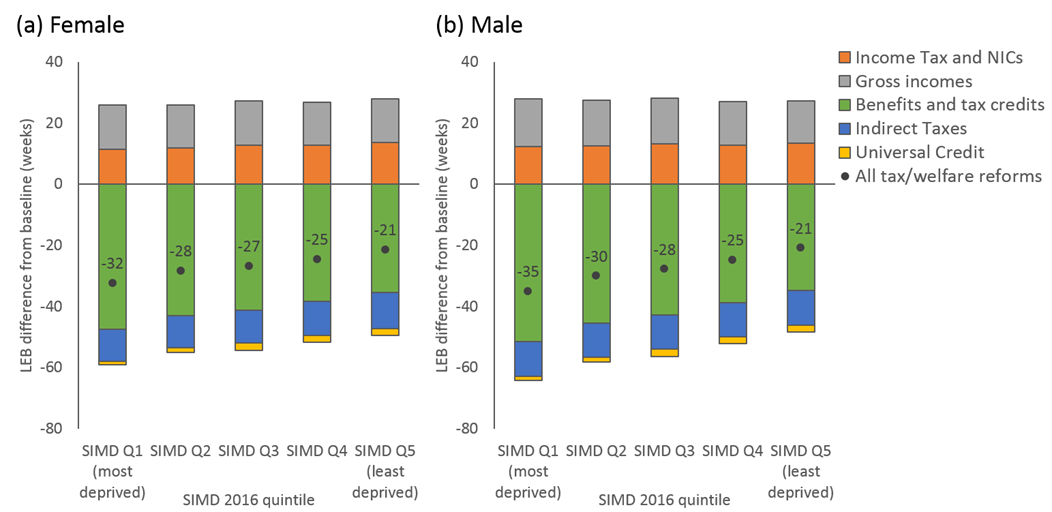 (a) Female
LEB difference from baseline (weeks)
40
20
0
-20
-40
-60
-80
-32
-28
-27
-25
-21
SIMD Q1 SIMD Q2 SIMD Q3 SIMD Q4 SIMD Q5
(most (least
deprived) deprived)
SIMD 2016 quintile
(b) Male
LEB difference from baseline (weeks)
40
20
0
-20
-40
-60
-80
-35
-30
-28
-25
-21
SIMD Q1 SIMD Q2 SIMD Q3 SIMD Q4 SIMD Q5
(most (least
deprived) deprived)
SIMD 2016 quintile
Income Tax and NICs
Gross incomes
Benefits and tax credits
Indirect Taxes
Universal Credit
All tax/welfare reforms